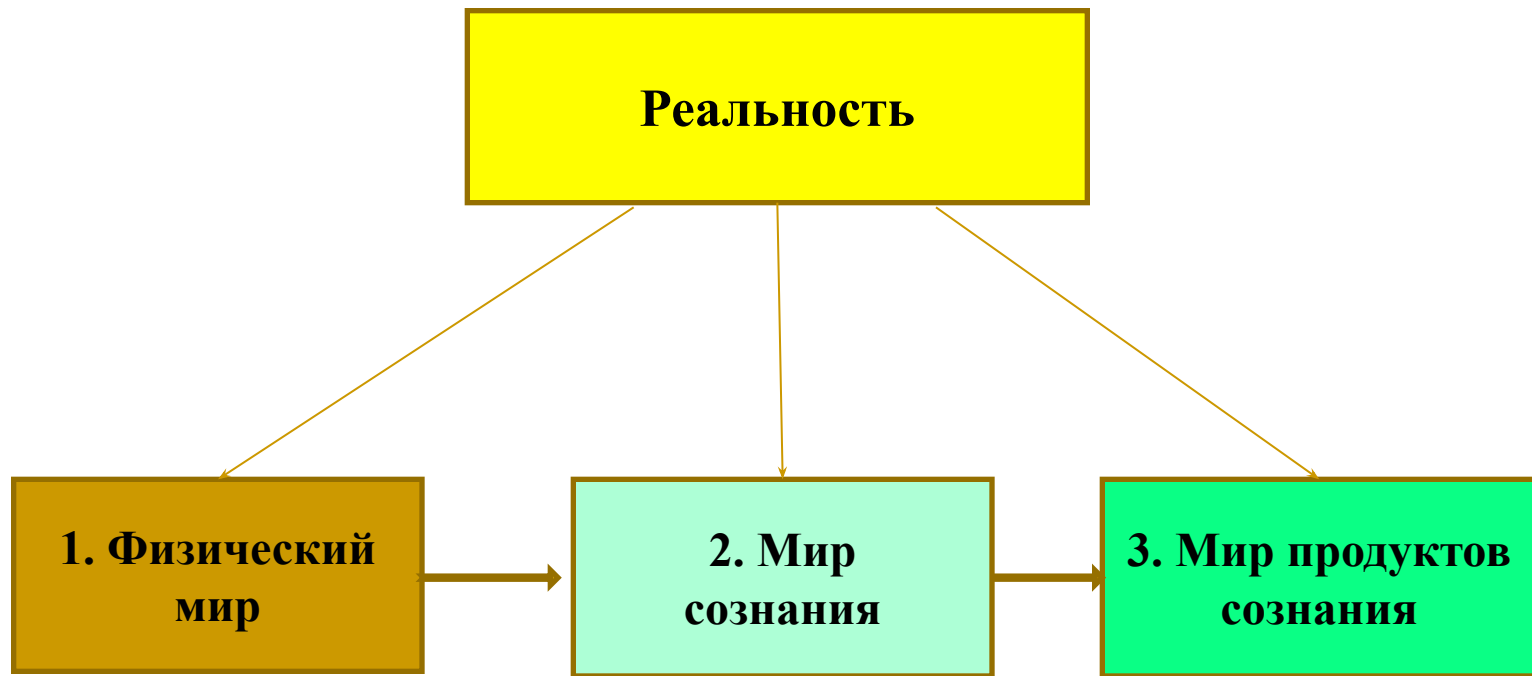 Реальность
1. Физический
мир
2. Мир
сознания
3. Мир продуктов
сознания